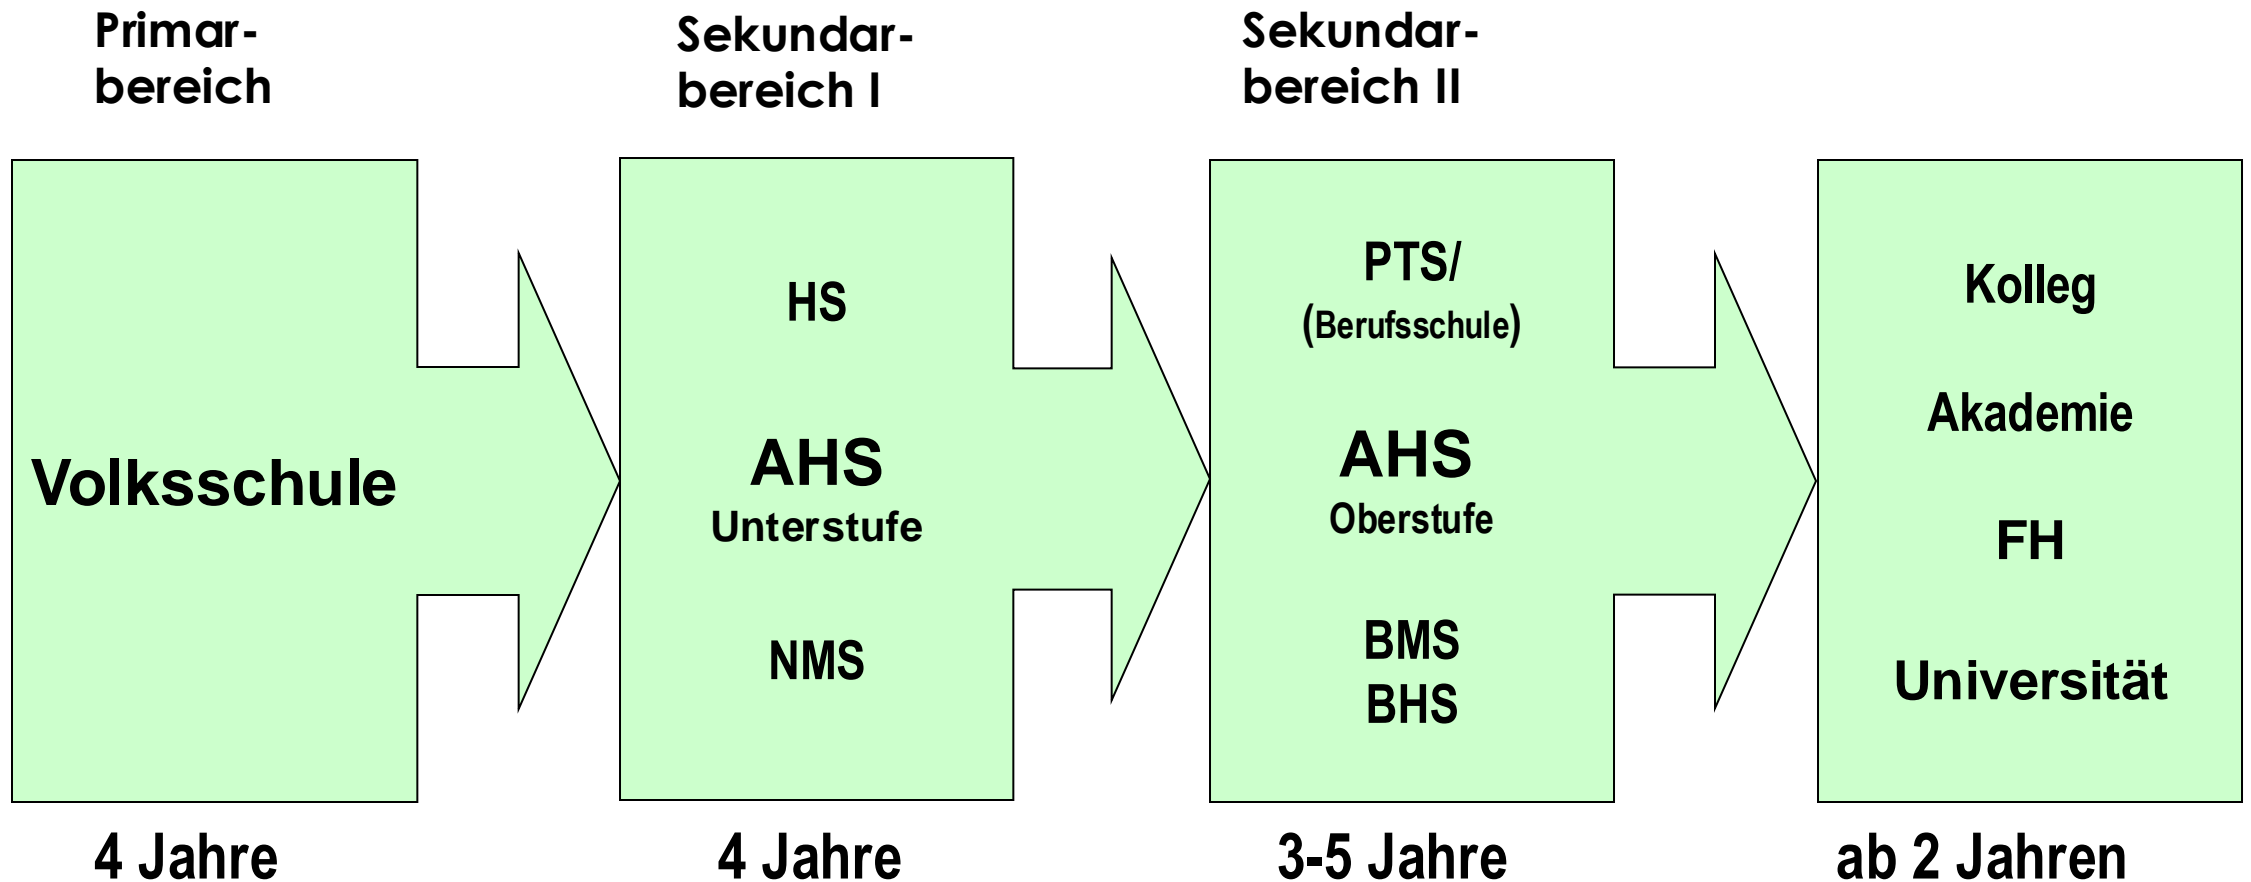 Primar-
bereich
Volksschule
4 Jahre
Sekundar-
bereich I
HS
AHS
Unterstufe
NMS
4 Jahre
Sekundar-
bereich II
PTS/
(Berufsschule)
AHS
Oberstufe
BMS
BHS
3-5 Jahre
Kolleg
Akademie
FH
Universität
ab 2 Jahren